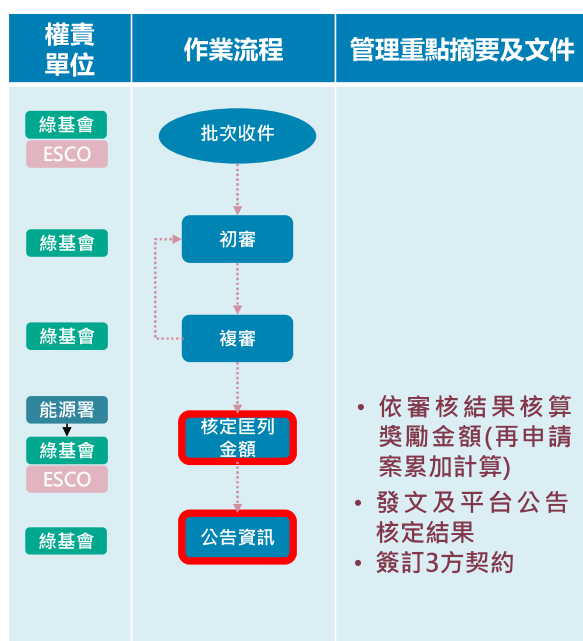 權責
單位
作業流程
管理重點摘要及文件
綠基會
ESCO
批次收件
綠基會
初審
綠基會
複審
能源署
綠基會
ESCO
核定匡列
金額
• 依審核結果核算
獎勵金額(再申請
案累加計算)
• 發文及平台公告
核定結果
• 簽訂3方契約
綠基會
公告資訊